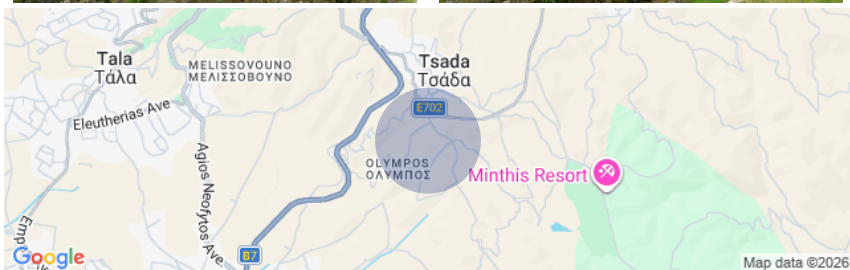 Tala
Τάλα
MELISSOVOUNO
ΜΕΛΙΣΣΟΒΟΥΝΟ
Tsada
Τσάδα
E702
Eleutherias Ave
Agios Neofytos Ave.
OLYMPOS
ΟΛΥΜΠΟΣ
Minthis Resort
Emp
B7
Google
Map data ©2026